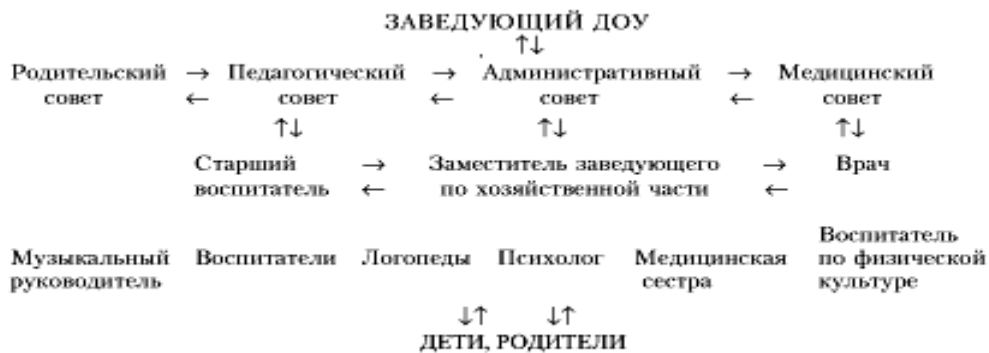 ЗАВЕДУЮЩИЙ ДОУ
↑↓
Родительский → Педагогический → Административный → Медицинский
совет ← совет ← совет ← совет
↑↓ ↑↓ ↑↓
Старший → Заместитель заведующего → Врач
воспитатель ← по хозяйственной части ←
Воспитатель
Музыкальный Воспитатели Логопеды Психолог Медицинская по физической
руководитель сестра культуре
↓↑ ↓↑
ДЕТИ, РОДИТЕЛИ